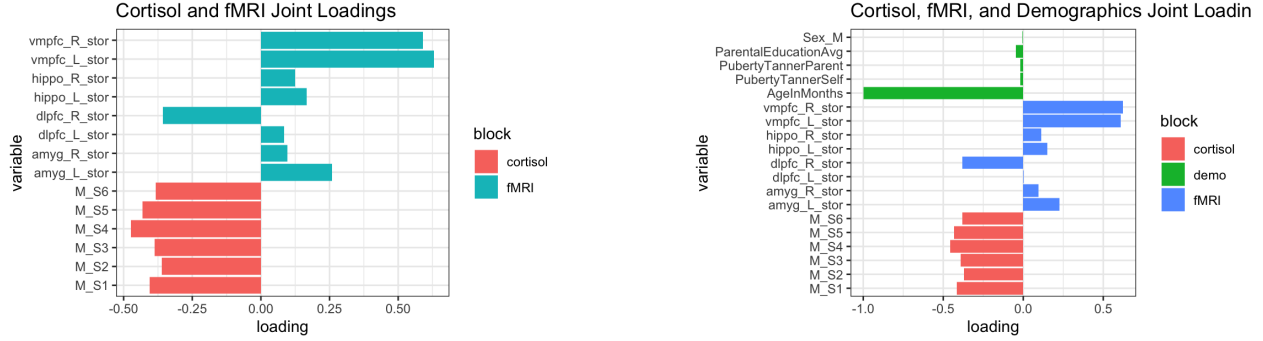 Cortisol and fMRI Joint Loadings
vmpfc_R_stor
vmpfc_L_stor
hippo_R_stor
hippo_L_stor
dlpfc_R_stor
dlpfc_L_stor
amyg_R_stor
amyg_L_stor
M_S6
M_S5
M_S4
M_S3
M_S2
M_S1
variable
-0.50 -0.25 0.00 0.25 0.50
loading
block
cortisol
fMRI
Cortisol, fMRI, and Demographics Joint Loadin
Sex_M
ParentalEducationAvg
PubertyTannerParent
PubertyTannerSelf
AgeInMonths
vmpfc_R_stor
vmpfc_L_stor
hippo_R_stor
hippo_L_stor
dlpfc_R_stor
dlpfc_L_stor
amyg_R_stor
amyg_L_stor
M_S6
M_S5
M_S4
M_S3
M_S2
M_S1
variable
-1.0 -0.5 0.0 0.5
loading
block
cortisol
demo
fMRI